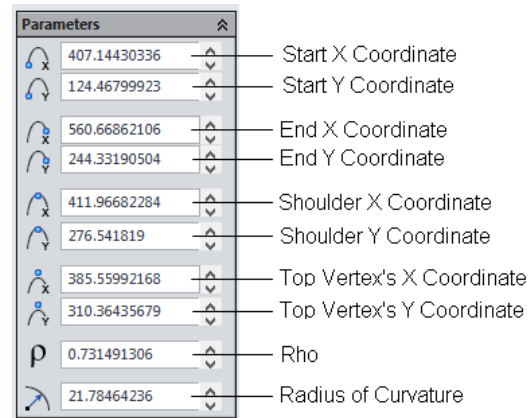 Parameters
407.14430336 Start X Coordinate
124.46799923 Start Y Coordinate
560.66862106 End X Coordinate
244.33190504 End Y Coordinate
411.96682284 Shoulder X Coordinate
276.541819 Shoulder Y Coordinate
385.55992168 Top Vertex's X Coordinate
310.36435679 Top Vertex's Y Coordinate
ρ 0.731491306 Rho
21.78464236 Radius of Curvature